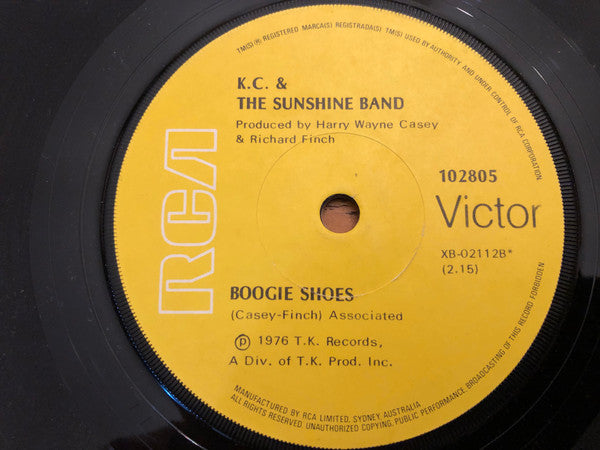 TM(S) ® REGISTERED MARCA(S) REGISTRADA(S) TM(S) USED BY AUTHORITY AND UNDER CONTROL OF RCA CORPORATION.
K.C. &
THE SUNSHINE BAND
Produced by Harry Wayne Casey
& Richard Finch
RCA
102805
Victor
XB-02112B*
(2.15)
BOOGIE SHOES
(Casey-Finch) Associated
℗ 1976 T.K. Records,
A Div. of T.K. Prod. Inc.
MANUFACTURED BY RCA LIMITED, SYDNEY, AUSTRALIA
ALL RIGHTS RESERVED. UNAUTHORIZED COPYING, PUBLIC PERFORMANCE, BROADCASTING OF THIS RECORD FORBIDDEN